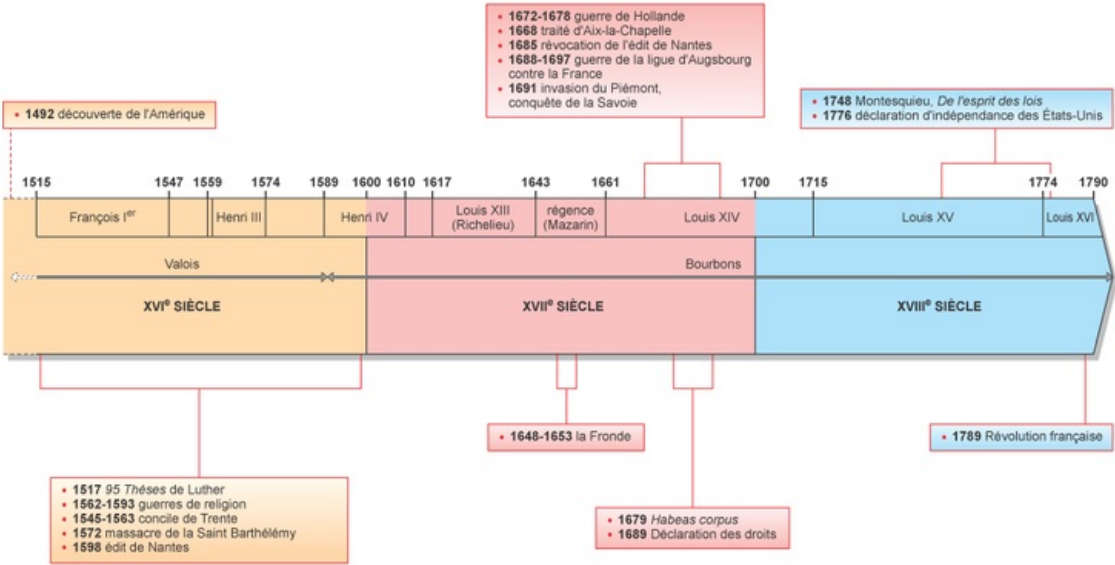 • 1672-1678 guerre de Hollande
• 1668 traité d'Aix-la-Chapelle
• 1685 révocation de l'édit de Nantes
• 1688-1697 guerre de la ligue d'Augsbourg
contre la France
• 1691 invasion du Piémont,
conquête de la Savoie
• 1492 découverte de l'Amérique
• 1748 Montesquieu, De l'esprit des lois
• 1776 déclaration d'indépendance des États-Unis
1515 1547 1559 1574 1589 1600 1610 1617 1643 1661 1700 1715 1774 1790
François Ier Henri III Henri IV Louis XIII régence Louis XIV Louis XV Louis XVI
(Richelieu) (Mazarin)
Valois Bourbons
XVIe SIÈCLE XVIIe SIÈCLE XVIIIe SIÈCLE
• 1648-1653 la Fronde
• 1789 Révolution française
• 1517 95 Théses de Luther
• 1562-1593 guerres de religion
• 1545-1563 concile de Trente
• 1572 massacre de la Saint Barthélémy
• 1598 édit de Nantes
• 1679 Habeas corpus
• 1689 Déclaration des droits